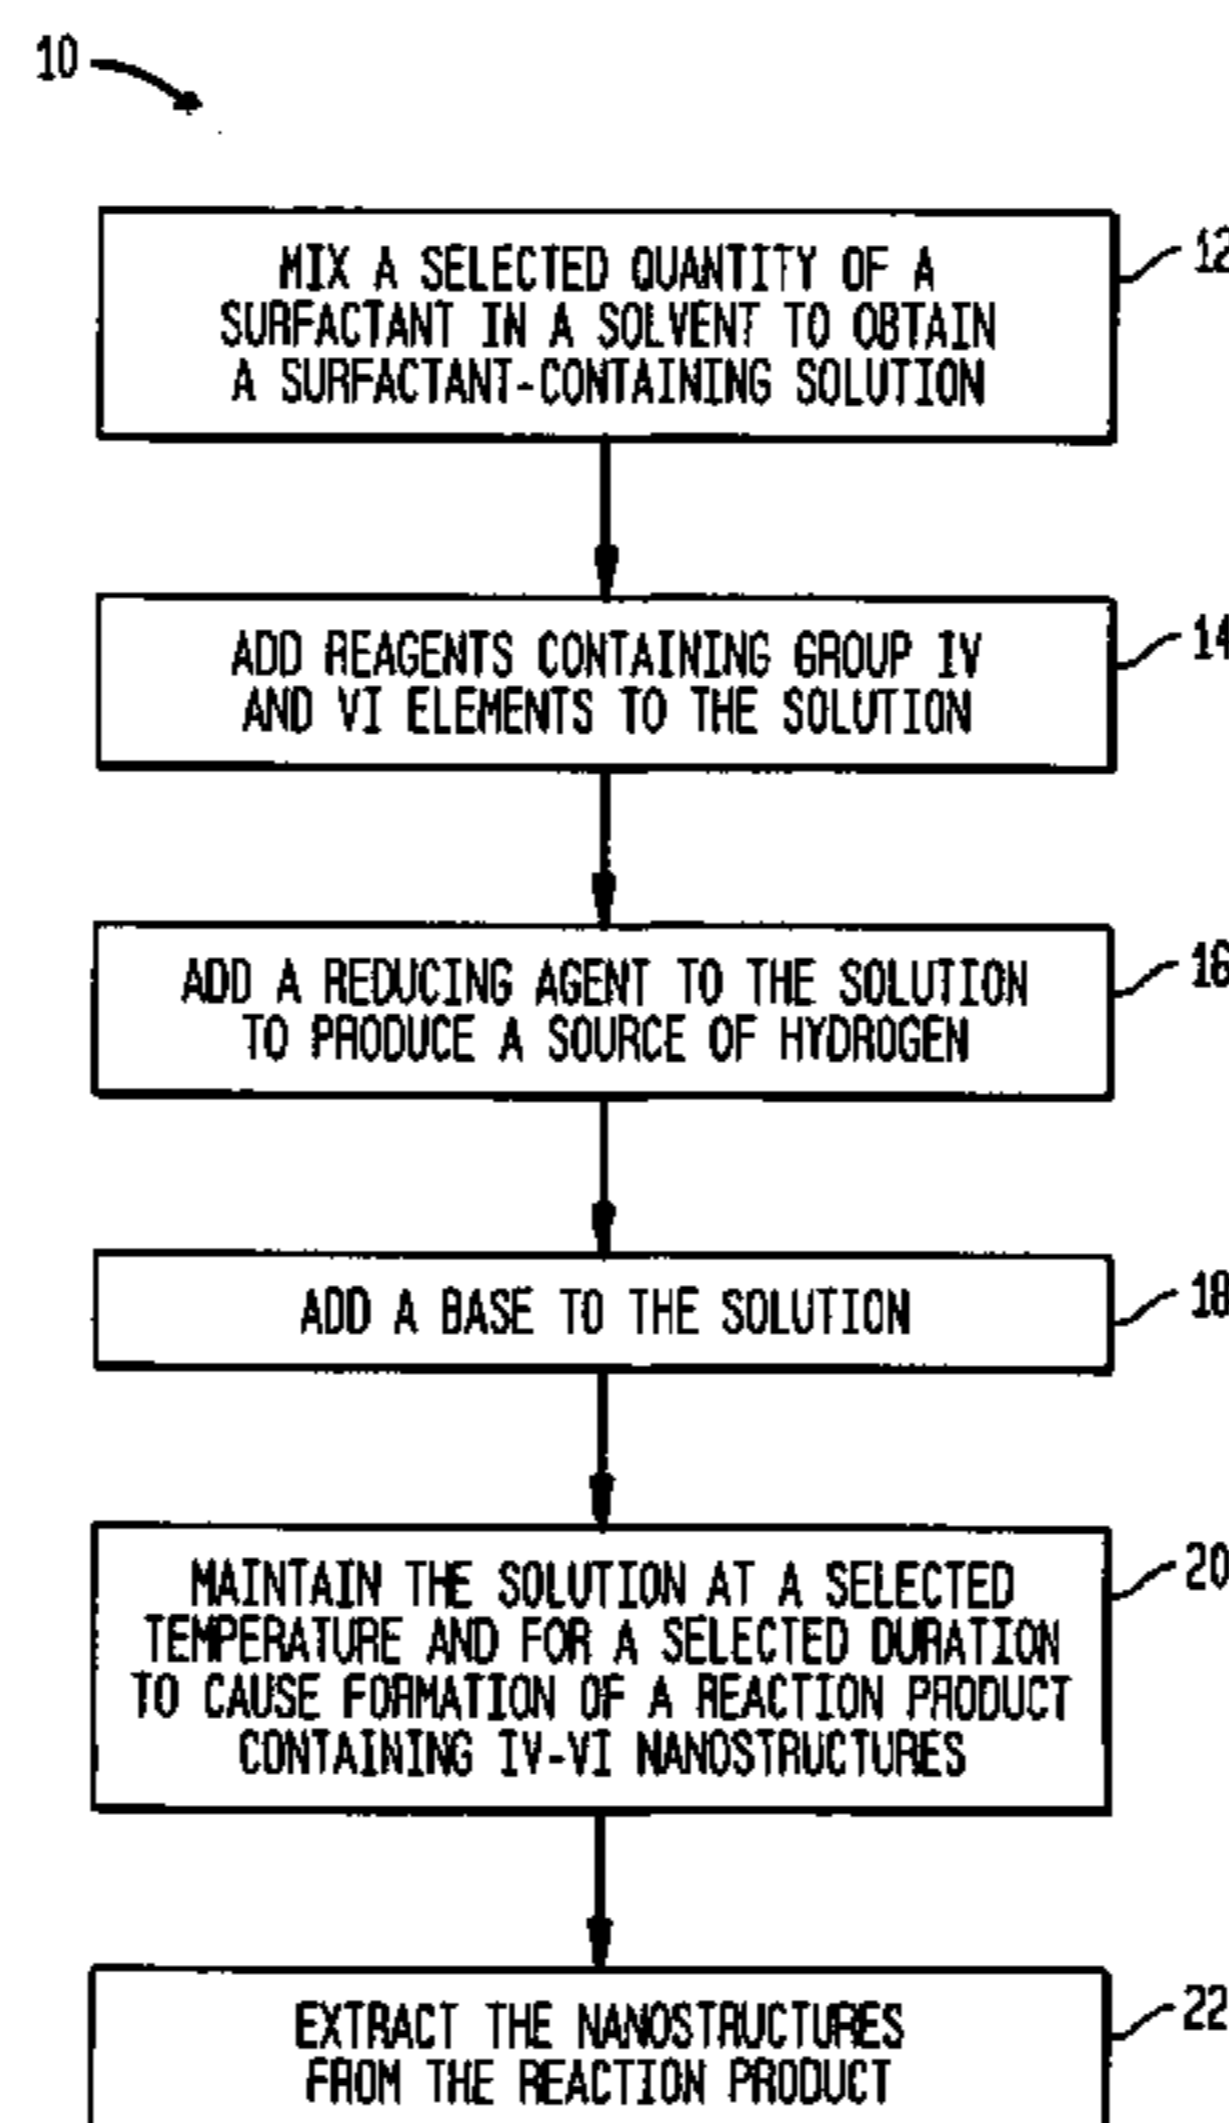 10
MIX A SELECTED QUANTITY OF A
SURFACTANT IN A SOLVENT TO OBTAIN
A SURFACTANT-CONTAINING SOLUTION
12
ADD REAGENTS CONTAINING GROUP IV
AND VI ELEMENTS TO THE SOLUTION
14
ADD A REDUCING AGENT TO THE SOLUTION
TO PRODUCE A SOURCE OF HYDROGEN
16
ADD A BASE TO THE SOLUTION
18
MAINTAIN THE SOLUTION AT A SELECTED
TEMPERATURE AND FOR A SELECTED DURATION
TO CAUSE FORMATION OF A REACTION PRODUCT
CONTAINING IV-VI NANOSTRUCTURES
20
EXTRACT THE NANOSTRUCTURES
FROM THE REACTION PRODUCT
22